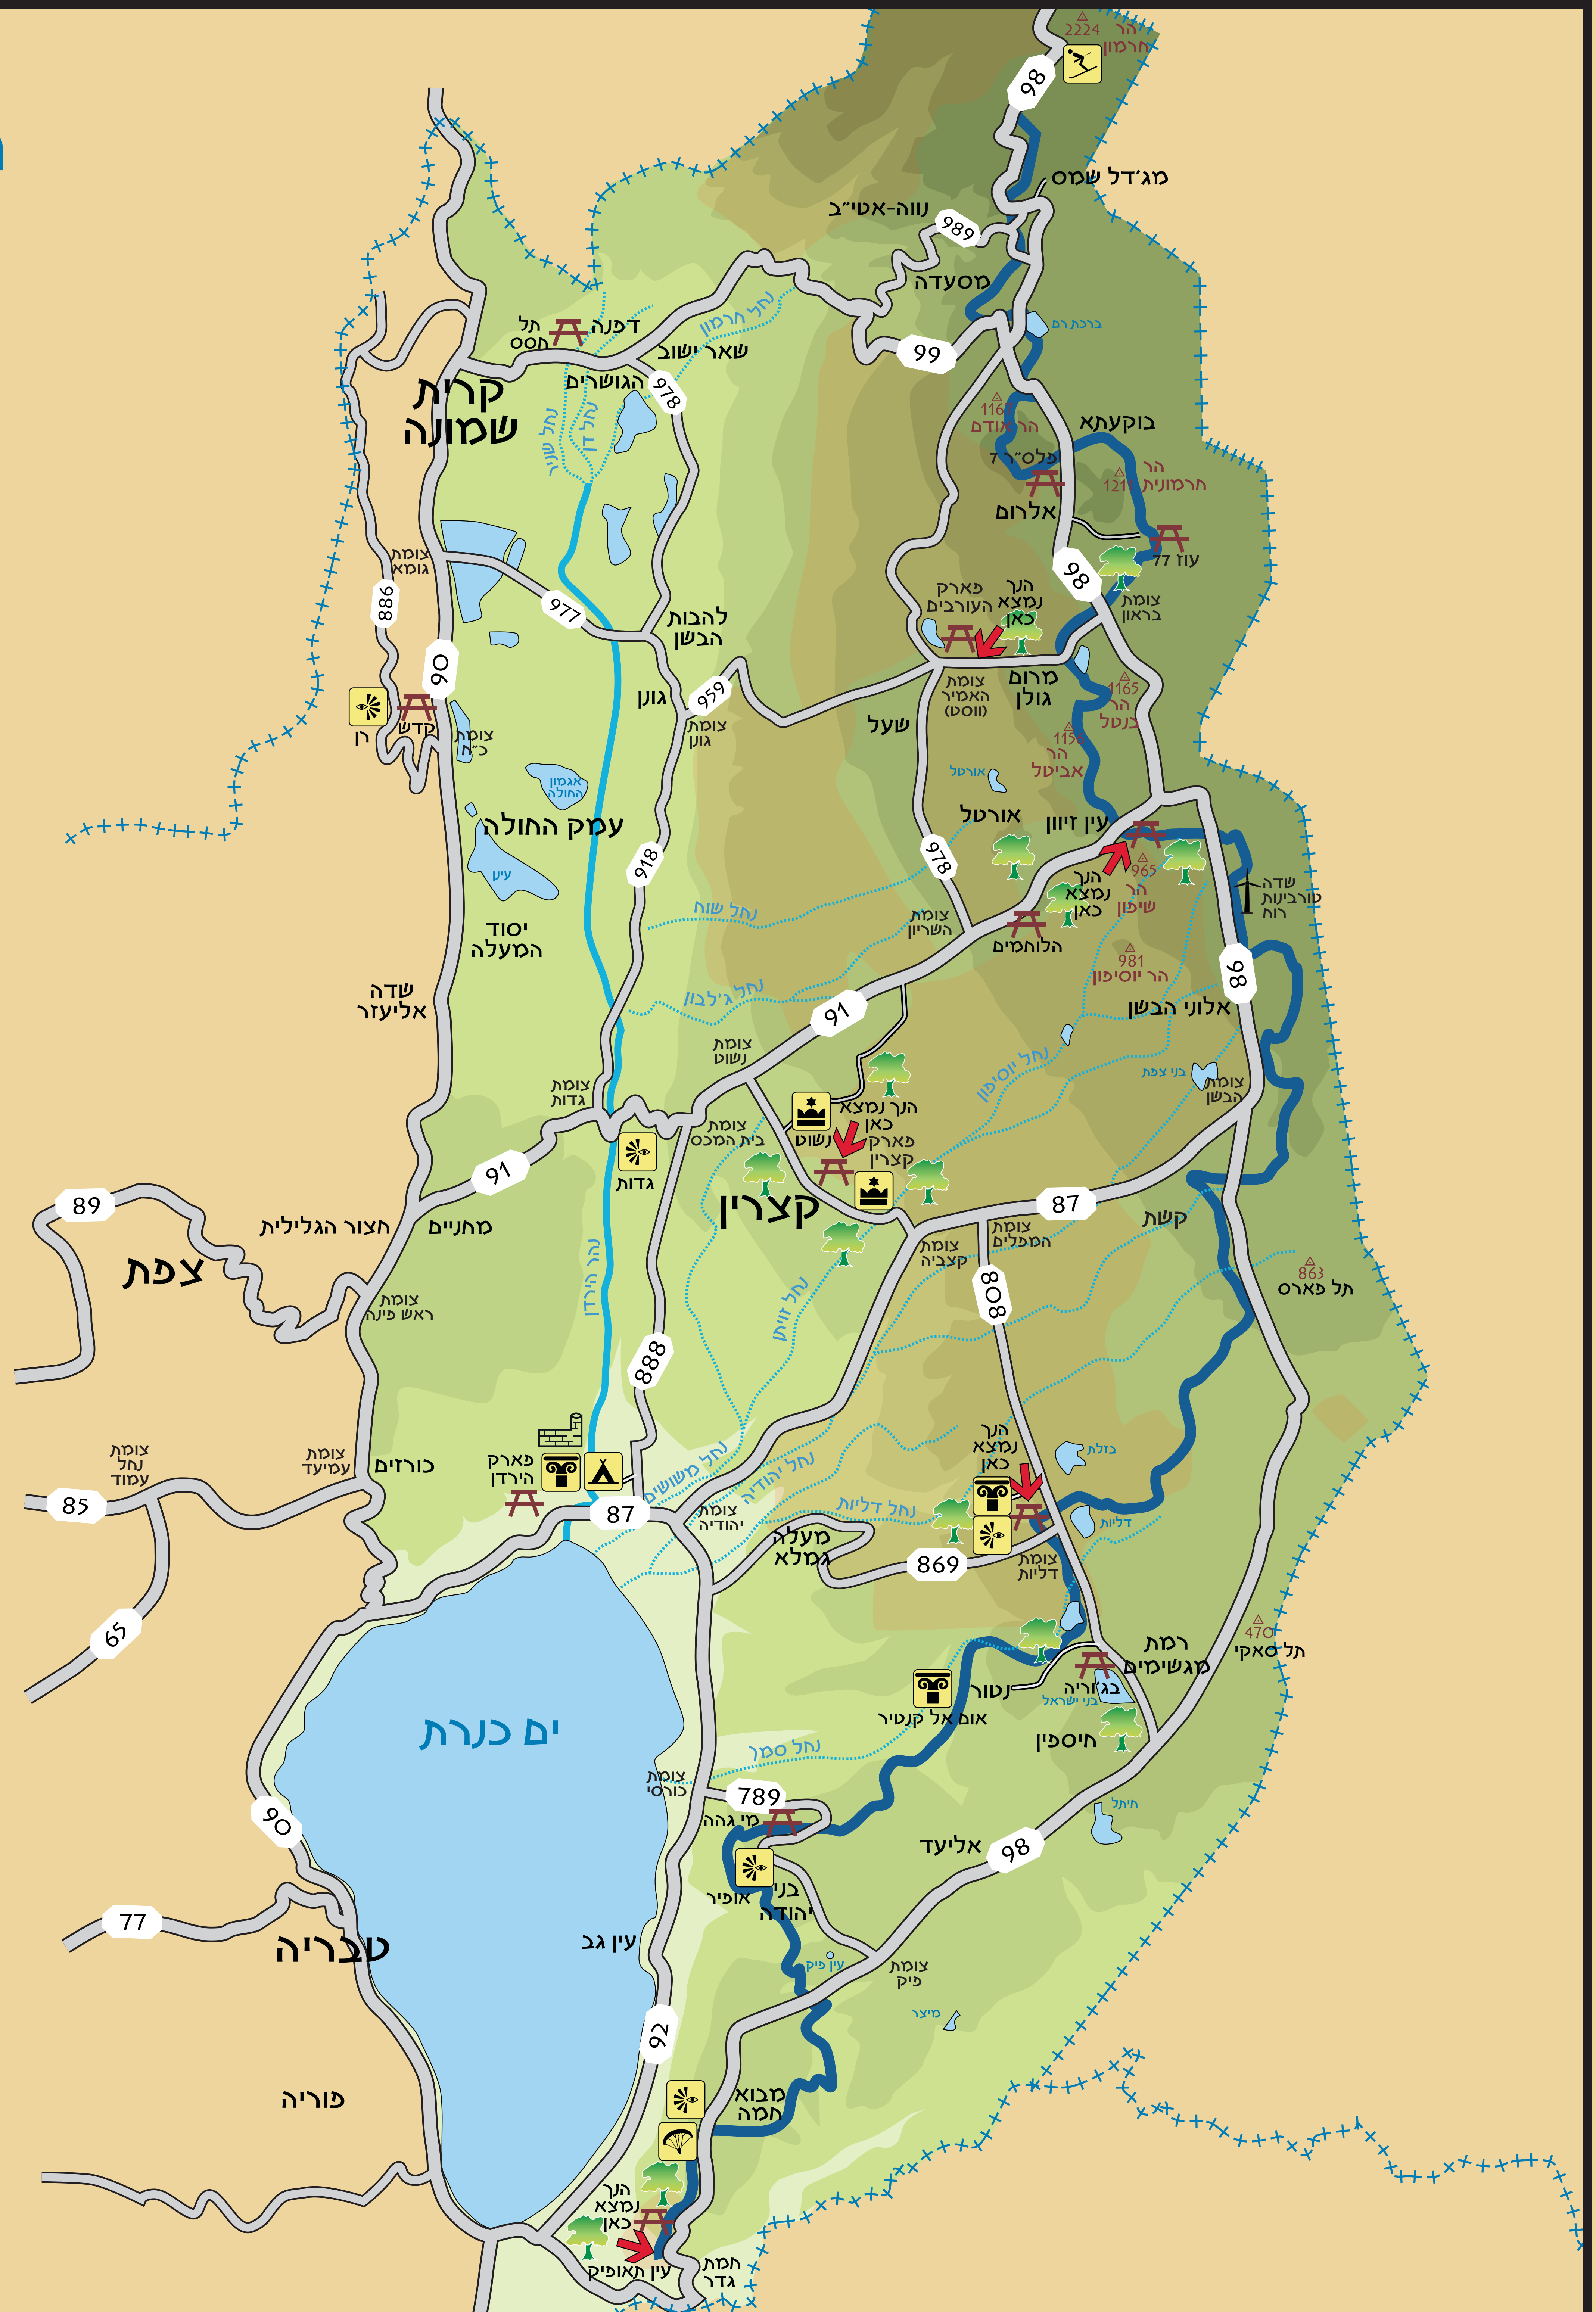 2224
הר
חרמון
98
מג'דל שמס
נווה-אטי״ב
989
מסעדה
ברכת רם
נחל חרמון
תל
חסס
דפנה
שאר ישוב
99
קרית
שמונה
הגושרים
978
נחל שניר
נחל דן
הר אודם
בוקעתא
פלס״ר 7
הר
חרמונית
אלרום
עוז 77
צומת
גומא
886
977
98
צומת
בראון
פארק
העורבים
הנך
נמצא
כאן
להבות
הבשן
90
גונן
959
צומת
גונן
צומת
האמיר
(ווסט)
מרום
גולן
1165
הר
בנטל
שעל
רן
קדש
צומת
כ״ח
הר
אביטל
אגמון
החולה
אורטל
עמק החולה
אורטל
עין זיוון
918
978
965
הר
שיפון
הנך
נמצא
כאן
עינן
שדה
טורבינות
רוח
נחל שוח
צומת
השריון
הלוחמים
יסוד
המעלה
981
הר יוסיפון
98
שדה
אליעזר
נחל ג'לבון
91
אלוני הבשן
צומת
נשוט
נחל יוסיפון
בני צפת
צומת
הבשן
צומת
גדות
הנך נמצא
כאן
נשוט
פארק
קצרין
צומת
בית המכס
91
גדות
89
קצרין
87
קשת
חצור הגלילית
מחניים
צומת
המפלים
צומת
קצביה
צפת
נהר הירדן
863
תל פארס
צומת
ראש פינה
נחל זויתן
808
888
צומת
נחל
עמוד
צומת
עמיעד
כורזים
פארק
הירדן
הנך
נמצא
כאן
בזלת
נחל משושים
נחל יהודיה
85
87
צומת
יהודיה
נחל דליות
דליות
מעלה
גמלא
869
צומת
דליות
65
470
תל סאקי
רמת
מגשימים
נטור
בג'וריה
בני ישראל
אום אל קנטיר
חיספין
ים כנרת
נחל סמך
צומת
כורסי
789
מי גהה
חיתל
90
אליעד
98
בני
יהודה
אופיר
77
טבריה
עין גב
עין פיק
צומת
פיק
מיצר
92
פוריה
מבוא
חמה
הנך
נמצא
כאן
עין תאופיק
חמת
גדר